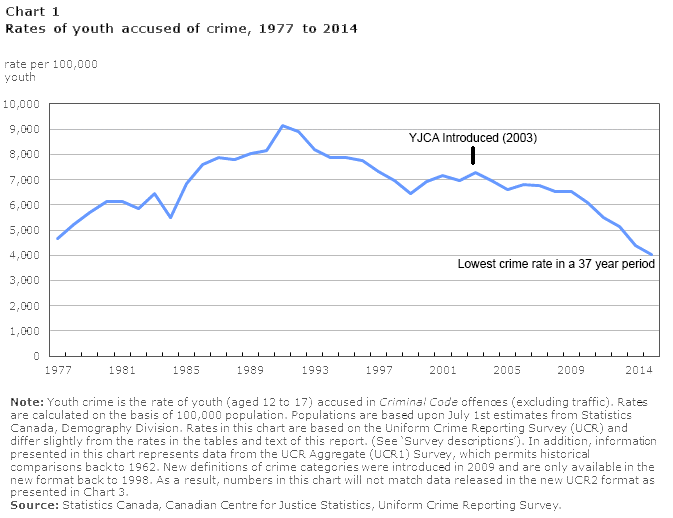 Chart 1
Rates of youth accused of crime, 1977 to 2014
rate per 100,000
youth
10,000
9,000
8,000
7,000
6,000
5,000
4,000
3,000
2,000
1,000
0
YJCA Introduced (2003)
Lowest crime rate in a 37 year period
1977 1981 1985 1989 1993 1997 2001 2005 2009 2014
Note: Youth crime is the rate of youth (aged 12 to 17) accused in Criminal Code offences (excluding traffic). Rates
are calculated on the basis of 100,000 population. Populations are based upon July 1st estimates from Statistics
Canada, Demography Division. Rates in this chart are based on the Uniform Crime Reporting Survey (UCR) and
differ slightly from the rates in the tables and text of this report. (See ‘Survey descriptions’). In addition, information
presented in this chart represents data from the UCR Aggregate (UCR1) Survey, which permits historical
comparisons back to 1962. New definitions of crime categories were introduced in 2009 and are only available in the
new format back to 1998. As a result, numbers in this chart will not match data released in the new UCR2 format as
presented in Chart 3.
Source: Statistics Canada, Canadian Centre for Justice Statistics, Uniform Crime Reporting Survey.